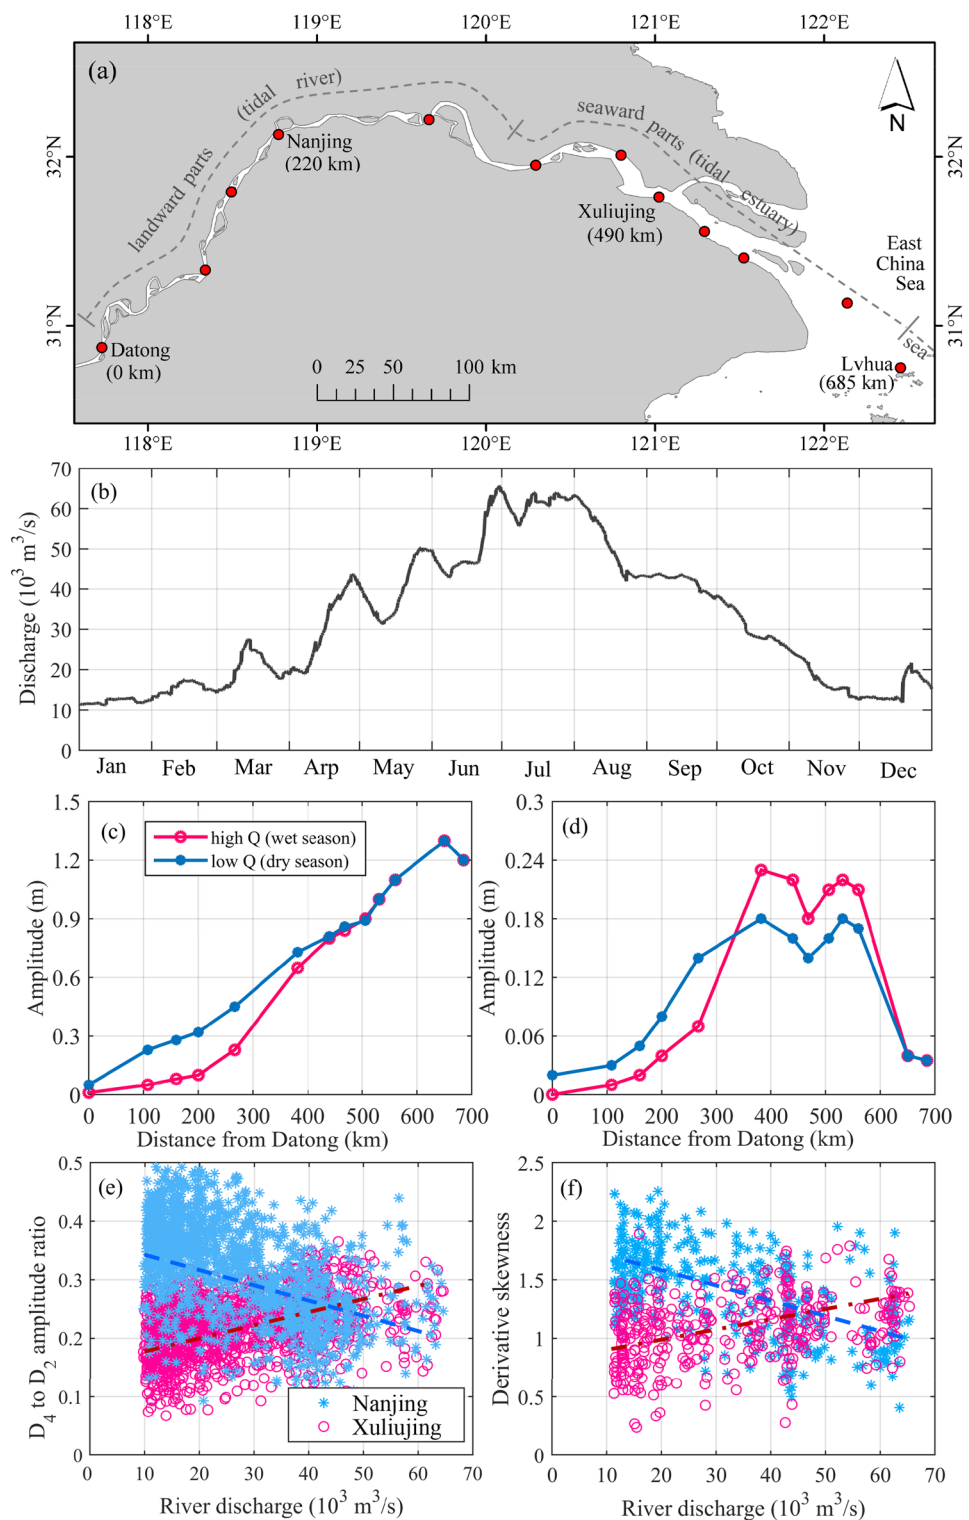 118°E 119°E 120°E 121°E 122°E
(a)
landward parts (tidal river)
seaward parts (tidal estuary)
N
32°N
32°N
Nanjing
(220 km)
Xuliujing
(490 km)
East
China
Sea
31°N
31°N
sea
Datong
(0 km)
0 25 50 100 km
Lvhua
(685 km)
118°E 119°E 120°E 121°E 122°E
(b)
Discharge (10³ m³/s)
70
60
50
40
30
20
10
0
Jan Feb Mar Arp May Jun Jul Aug Sep Oct Nov Dec
(c)
high Q (wet season)
low Q (dry season)
Amplitude (m)
1.5
1.2
0.9
0.6
0.3
0
0 100 200 300 400 500 600 700
Distance from Datong (km)
(d)
Amplitude (m)
0.3
0.24
0.18
0.12
0.06
0
0 100 200 300 400 500 600 700
Distance from Datong (km)
(e)
D₄ to D₂ amplitude ratio
0.5
0.4
0.3
0.2
0.1
0
Nanjing
Xuliujing
0 10 20 30 40 50 60 70
River discharge (10³ m³/s)
(f)
Derivative skewness
2.5
2
1.5
1
0.5
0
0 10 20 30 40 50 60 70
River discharge (10³ m³/s)